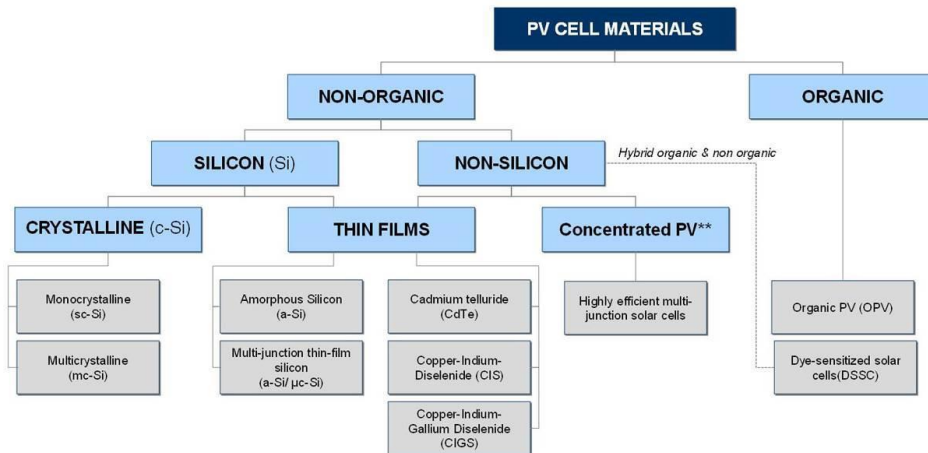 PV CELL MATERIALS
NON-ORGANIC
ORGANIC
SILICON (Si)
NON-SILICON
Hybrid organic & non organic
CRYSTALLINE (c-Si)
THIN FILMS
Concentrated PV**
Monocrystalline
(sc-Si)
Amorphous Silicon
(a-Si)
Cadmium telluride
(CdTe)
Highly efficient multi-
junction solar cells
Organic PV (OPV)
Multicrystalline
(mc-Si)
Multi-junction thin-film
silicon
(a-Si/ µc-Si)
Copper-Indium-
Diselenide (CIS)
Dye-sensitized solar
cells(DSSC)
Copper-Indium-
Gallium Diselenide
(CIGS)